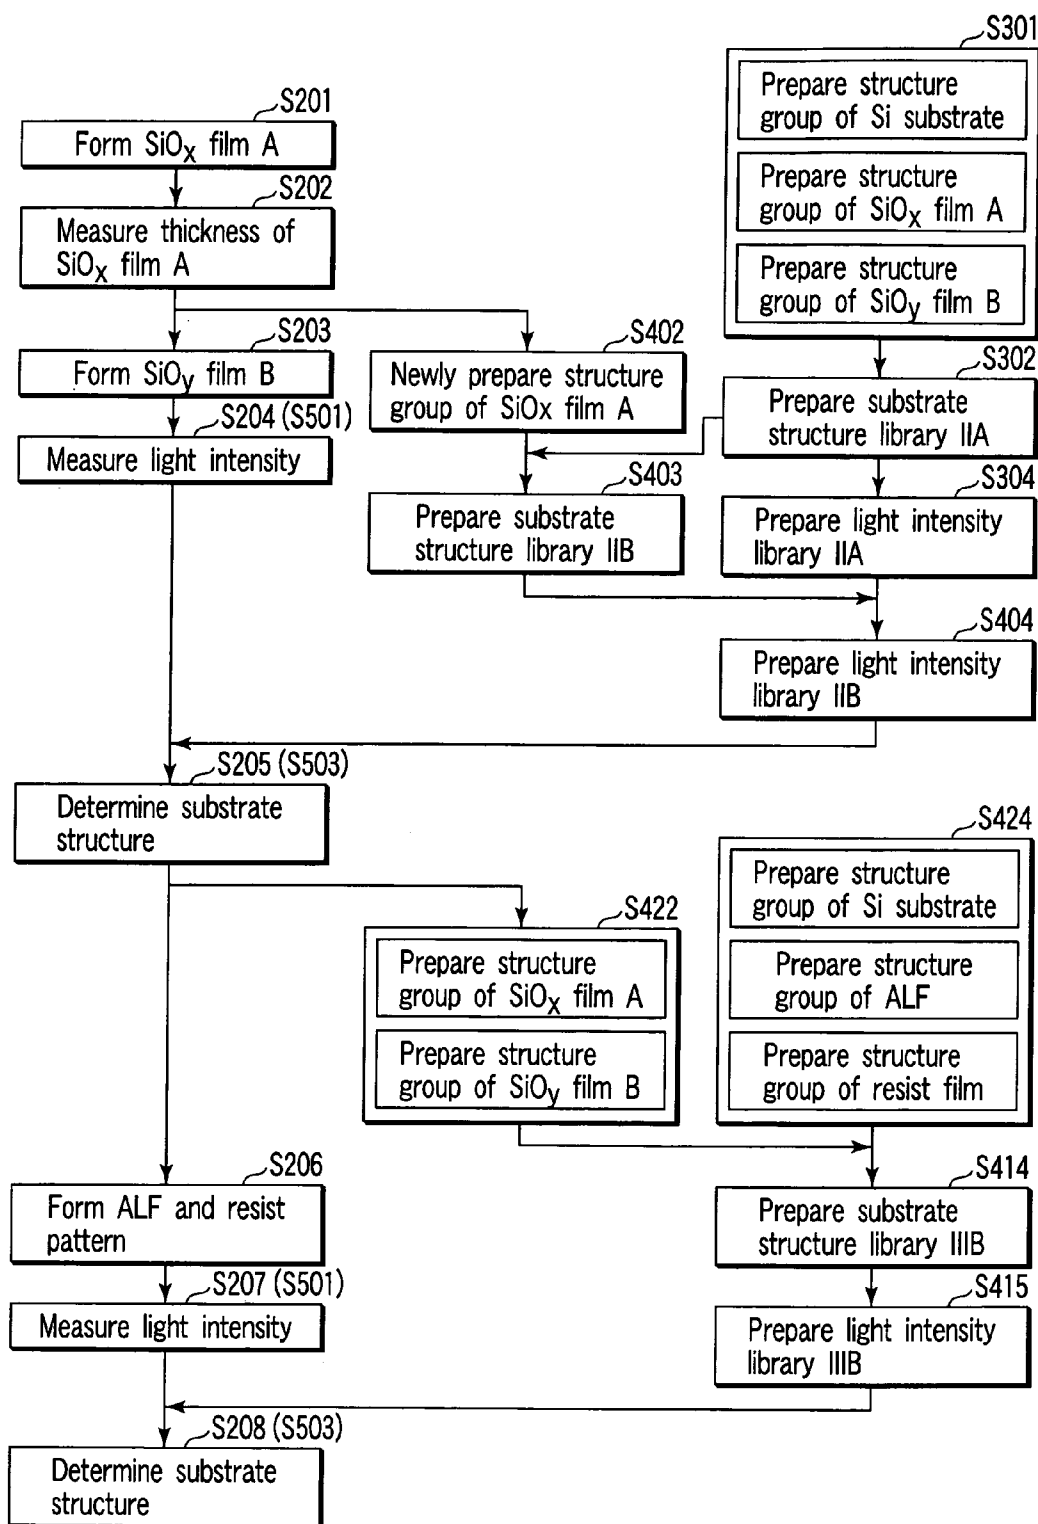 S301
Prepare structure
group of Si substrate
Prepare structure
group of SiOx film A
Prepare structure
group of SiOy film B
S201
Form SiOx film A
S202
Measure thickness of
SiOx film A
S203
Form SiOy film B
S402
Newly prepare structure
group of SiOx film A
S302
Prepare substrate
structure library IIA
S204 (S501)
Measure light intensity
S403
Prepare substrate
structure library IIB
S304
Prepare light intensity
library IIA
S404
Prepare light intensity
library IIB
S205 (S503)
Determine substrate
structure
S424
Prepare structure
group of Si substrate
Prepare structure
group of ALF
Prepare structure
group of resist film
S422
Prepare structure
group of SiOx film A
Prepare structure
group of SiOy film B
S206
Form ALF and resist
pattern
S414
Prepare substrate
structure library IIIB
S207 (S501)
Measure light intensity
S415
Prepare light intensity
library IIIB
S208 (S503)
Determine substrate
structure